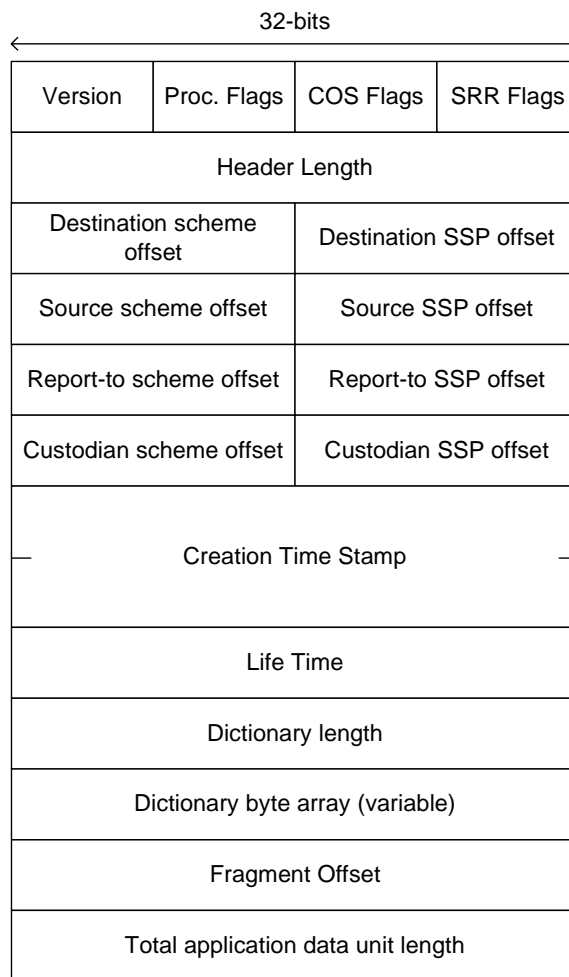 32-bits
Version Proc. Flags COS Flags SRR Flags
Header Length
Destination scheme
offset
Destination SSP offset
Source scheme offset Source SSP offset
Report-to scheme offset Report-to SSP offset
Custodian scheme offset Custodian SSP offset
Creation Time Stamp
Life Time
Dictionary length
Dictionary byte array (variable)
Fragment Offset
Total application data unit length